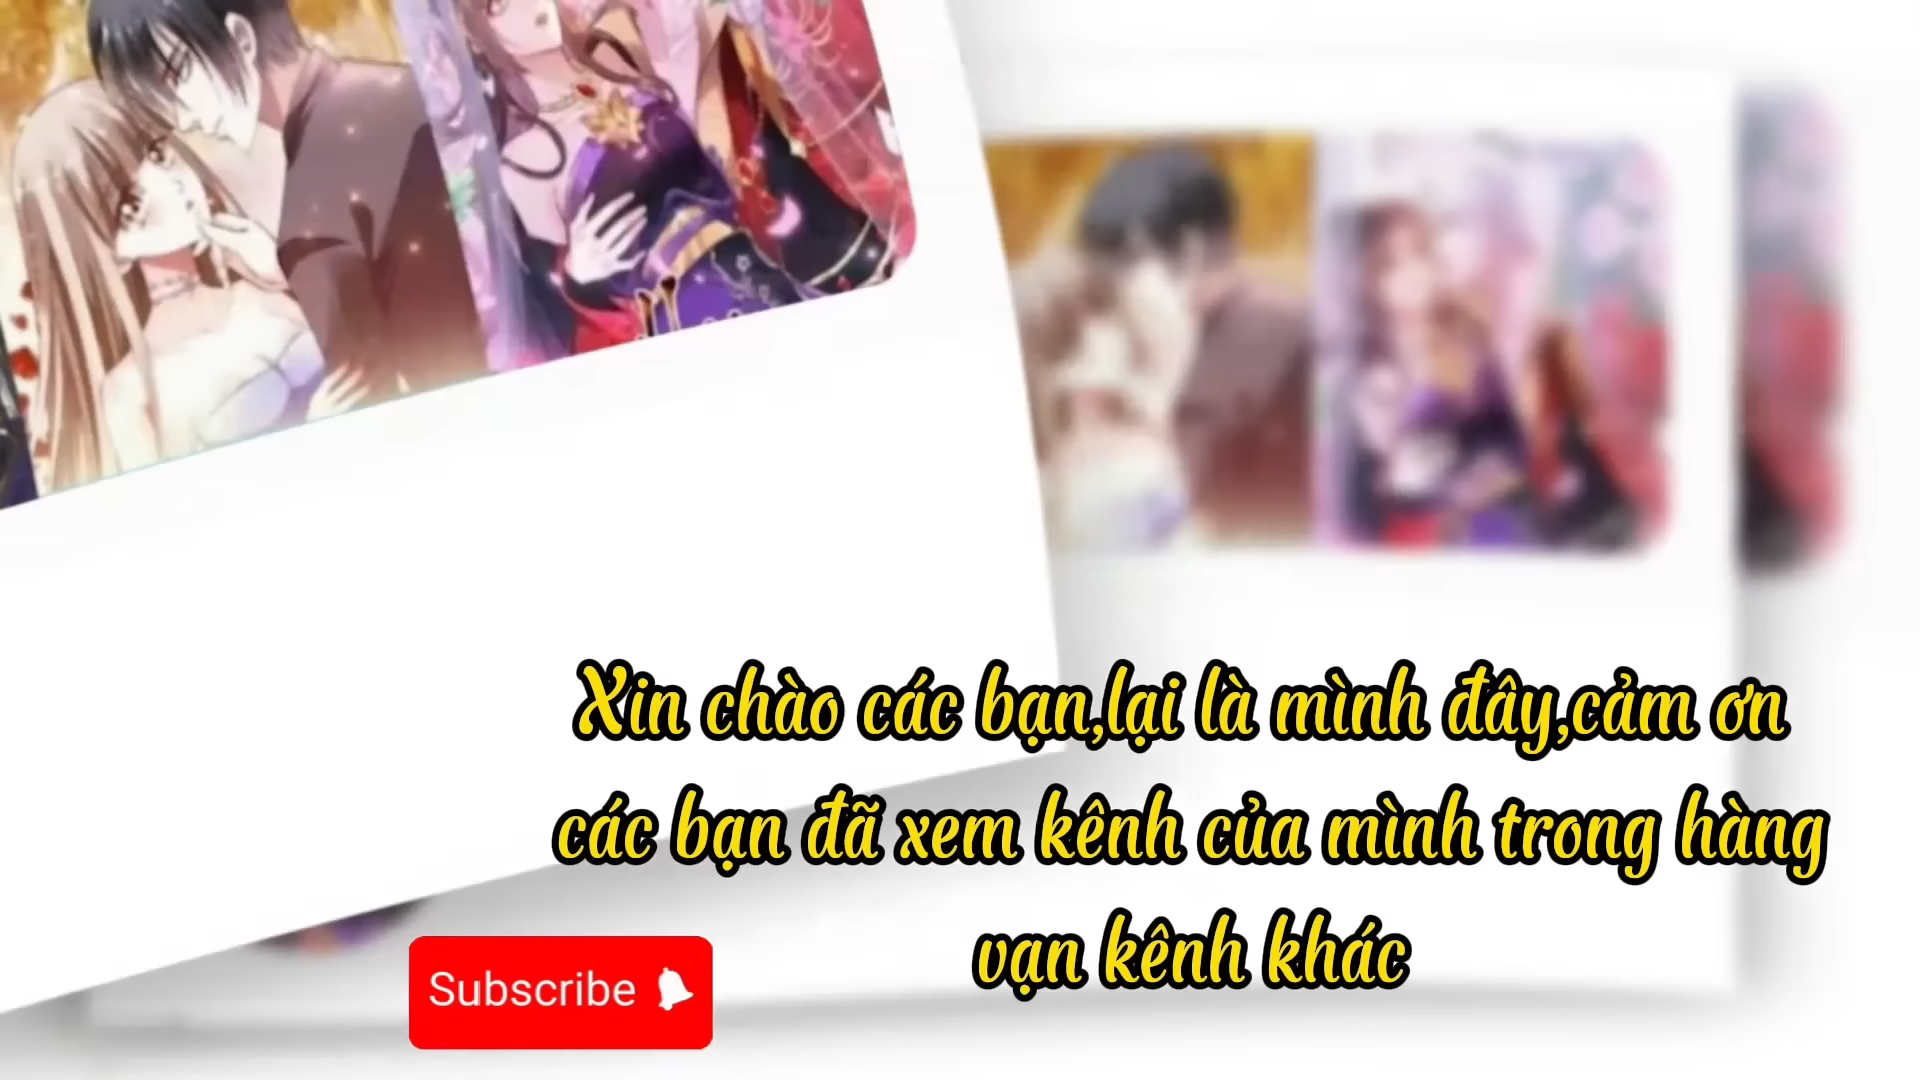 Xin chào các bạn,lại là mình đây,cảm ơn
các bạn đã xem kênh của mình trong hàng
vạn kênh khác
Subscribe